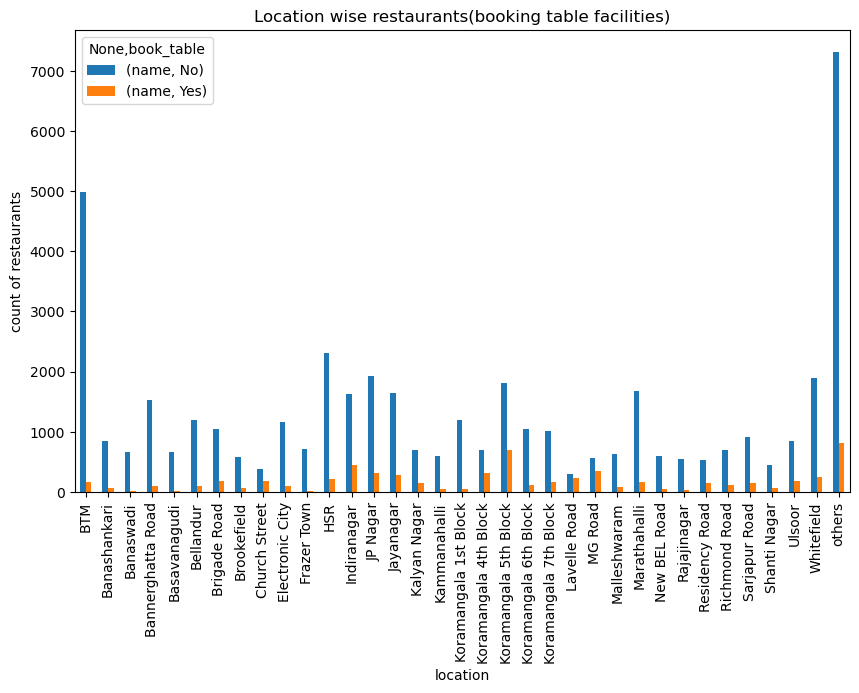 Location wise restaurants(booking table facilities)
None,book_table
(name, No)
(name, Yes)
count of restaurants
7000
6000
5000
4000
3000
2000
1000
0
BTM
Banashankari
Banaswadi
Bannerghatta Road
Basavanagudi
Bellandur
Brigade Road
Brookefield
Church Street
Electronic City
Frazer Town
HSR
Indiranagar
JP Nagar
Jayanagar
Kalyan Nagar
Kammanahalli
Koramangala 1st Block
Koramangala 4th Block
Koramangala 5th Block
Koramangala 6th Block
Koramangala 7th Block
Lavelle Road
MG Road
Malleshwaram
Marathahalli
New BEL Road
Rajajinagar
Residency Road
Richmond Road
Sarjapur Road
Shanti Nagar
Ulsoor
Whitefield
others
location